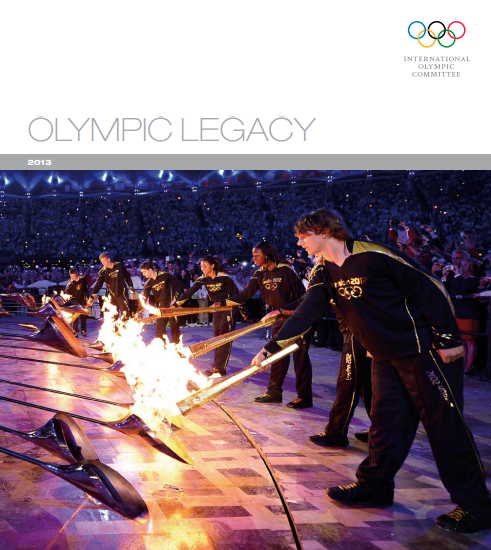 INTERNATIONAL
OLYMPIC
COMMITTEE
OLYMPIC LEGACY
2013